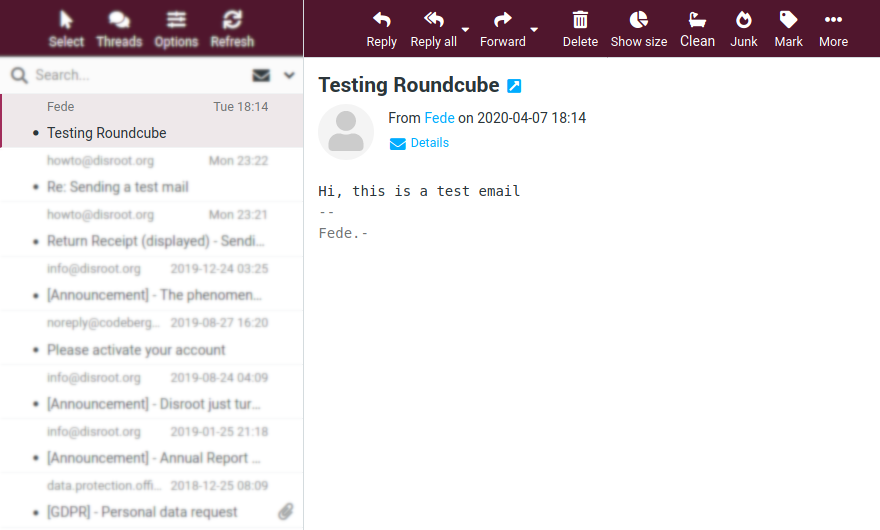 Select Threads Options Refresh
Reply Reply all Forward Delete Show size Clean Junk Mark More
Search...
Fede Tue 18:14
• Testing Roundcube
howto@disroot.org Mon 23:22
• Re: Sending a test mail
howto@disroot.org Mon 23:21
• Return Receipt (displayed) - Sendi...
info@disroot.org 2019-12-24 03:25
• [Announcement] - The phenomen...
noreply@codeberg... 2019-08-27 16:20
• Please activate your account
info@disroot.org 2019-08-24 04:09
• [Announcement] - Disroot just tur...
info@disroot.org 2019-01-25 21:18
• [Announcement] - Annual Report ...
data.protection.offi... 2018-12-25 08:09
• [GDPR] - Personal data request
Testing Roundcube
From Fede on 2020-04-07 18:14
Details
Hi, this is a test email
--
Fede.-